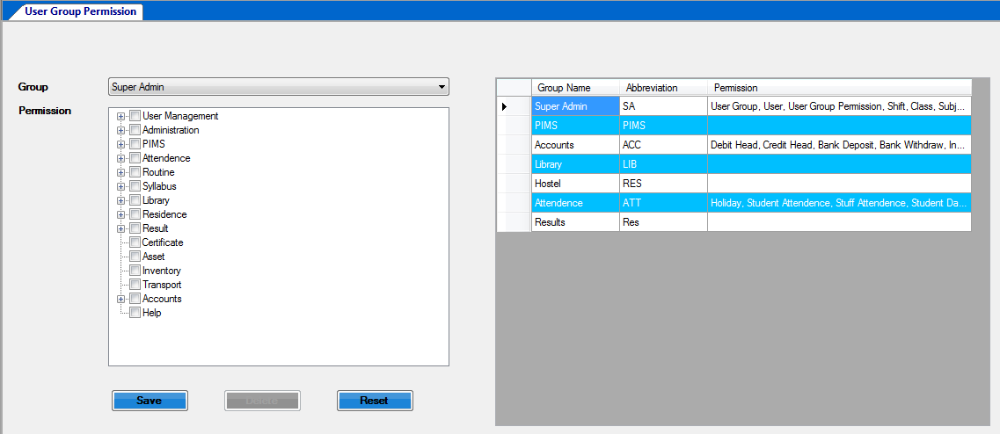 User Group Permission
Group
Super Admin
Permission
User Management
Administration
PIMS
Attendence
Routine
Syllabus
Library
Residence
Result
Certificate
Asset
Inventory
Transport
Accounts
Help
Save Delete Reset
Group Name Abbreviation Permission
Super Admin SA User Group, User, User Group Permission, Shift, Class, Subj...
PIMS PIMS
Accounts ACC Debit Head, Credit Head, Bank Deposit, Bank Withdraw, In...
Library LIB
Hostel RES
Attendence ATT Holiday, Student Attendence, Stuff Attendence, Student Da...
Results Res